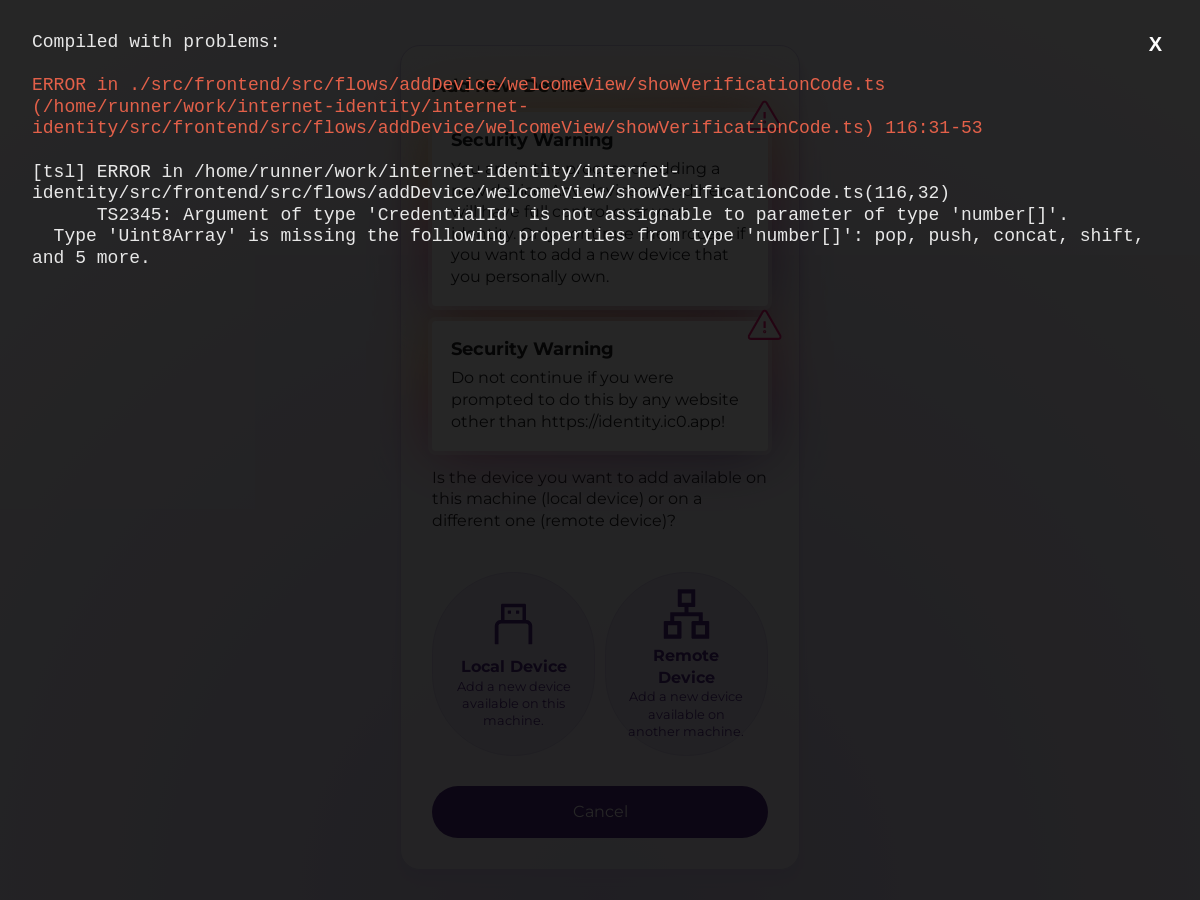 Compiled with problems:
X
ERROR in ./src/frontend/src/flows/addDevice/welcomeView/showVerificationCode.ts
(/home/runner/work/internet-identity/internet-
identity/src/frontend/src/flows/addDevice/welcomeView/showVerificationCode.ts) 116:31-53
[tsl] ERROR in /home/runner/work/internet-identity/internet-
identity/src/frontend/src/flows/addDevice/welcomeView/showVerificationCode.ts(116,32)
TS2345: Argument of type 'CredentialId' is not assignable to parameter of type 'number[]'.
Type 'Uint8Array' is missing the following properties from type 'number[]': pop, push, concat, shift,
and 5 more.
Security Warning
adding a
you want to add a new device that
you personally own.
Security Warning
Do not continue if you were
prompted to do this by any website
other than https://identity.ic0.app!
Is the device you want to add available on
this machine (local device) or on a
different one (remote device)?
Local Device
Add a new device
available on this
machine.
Remote
Device
Add a new device
available on
another machine.
Cancel